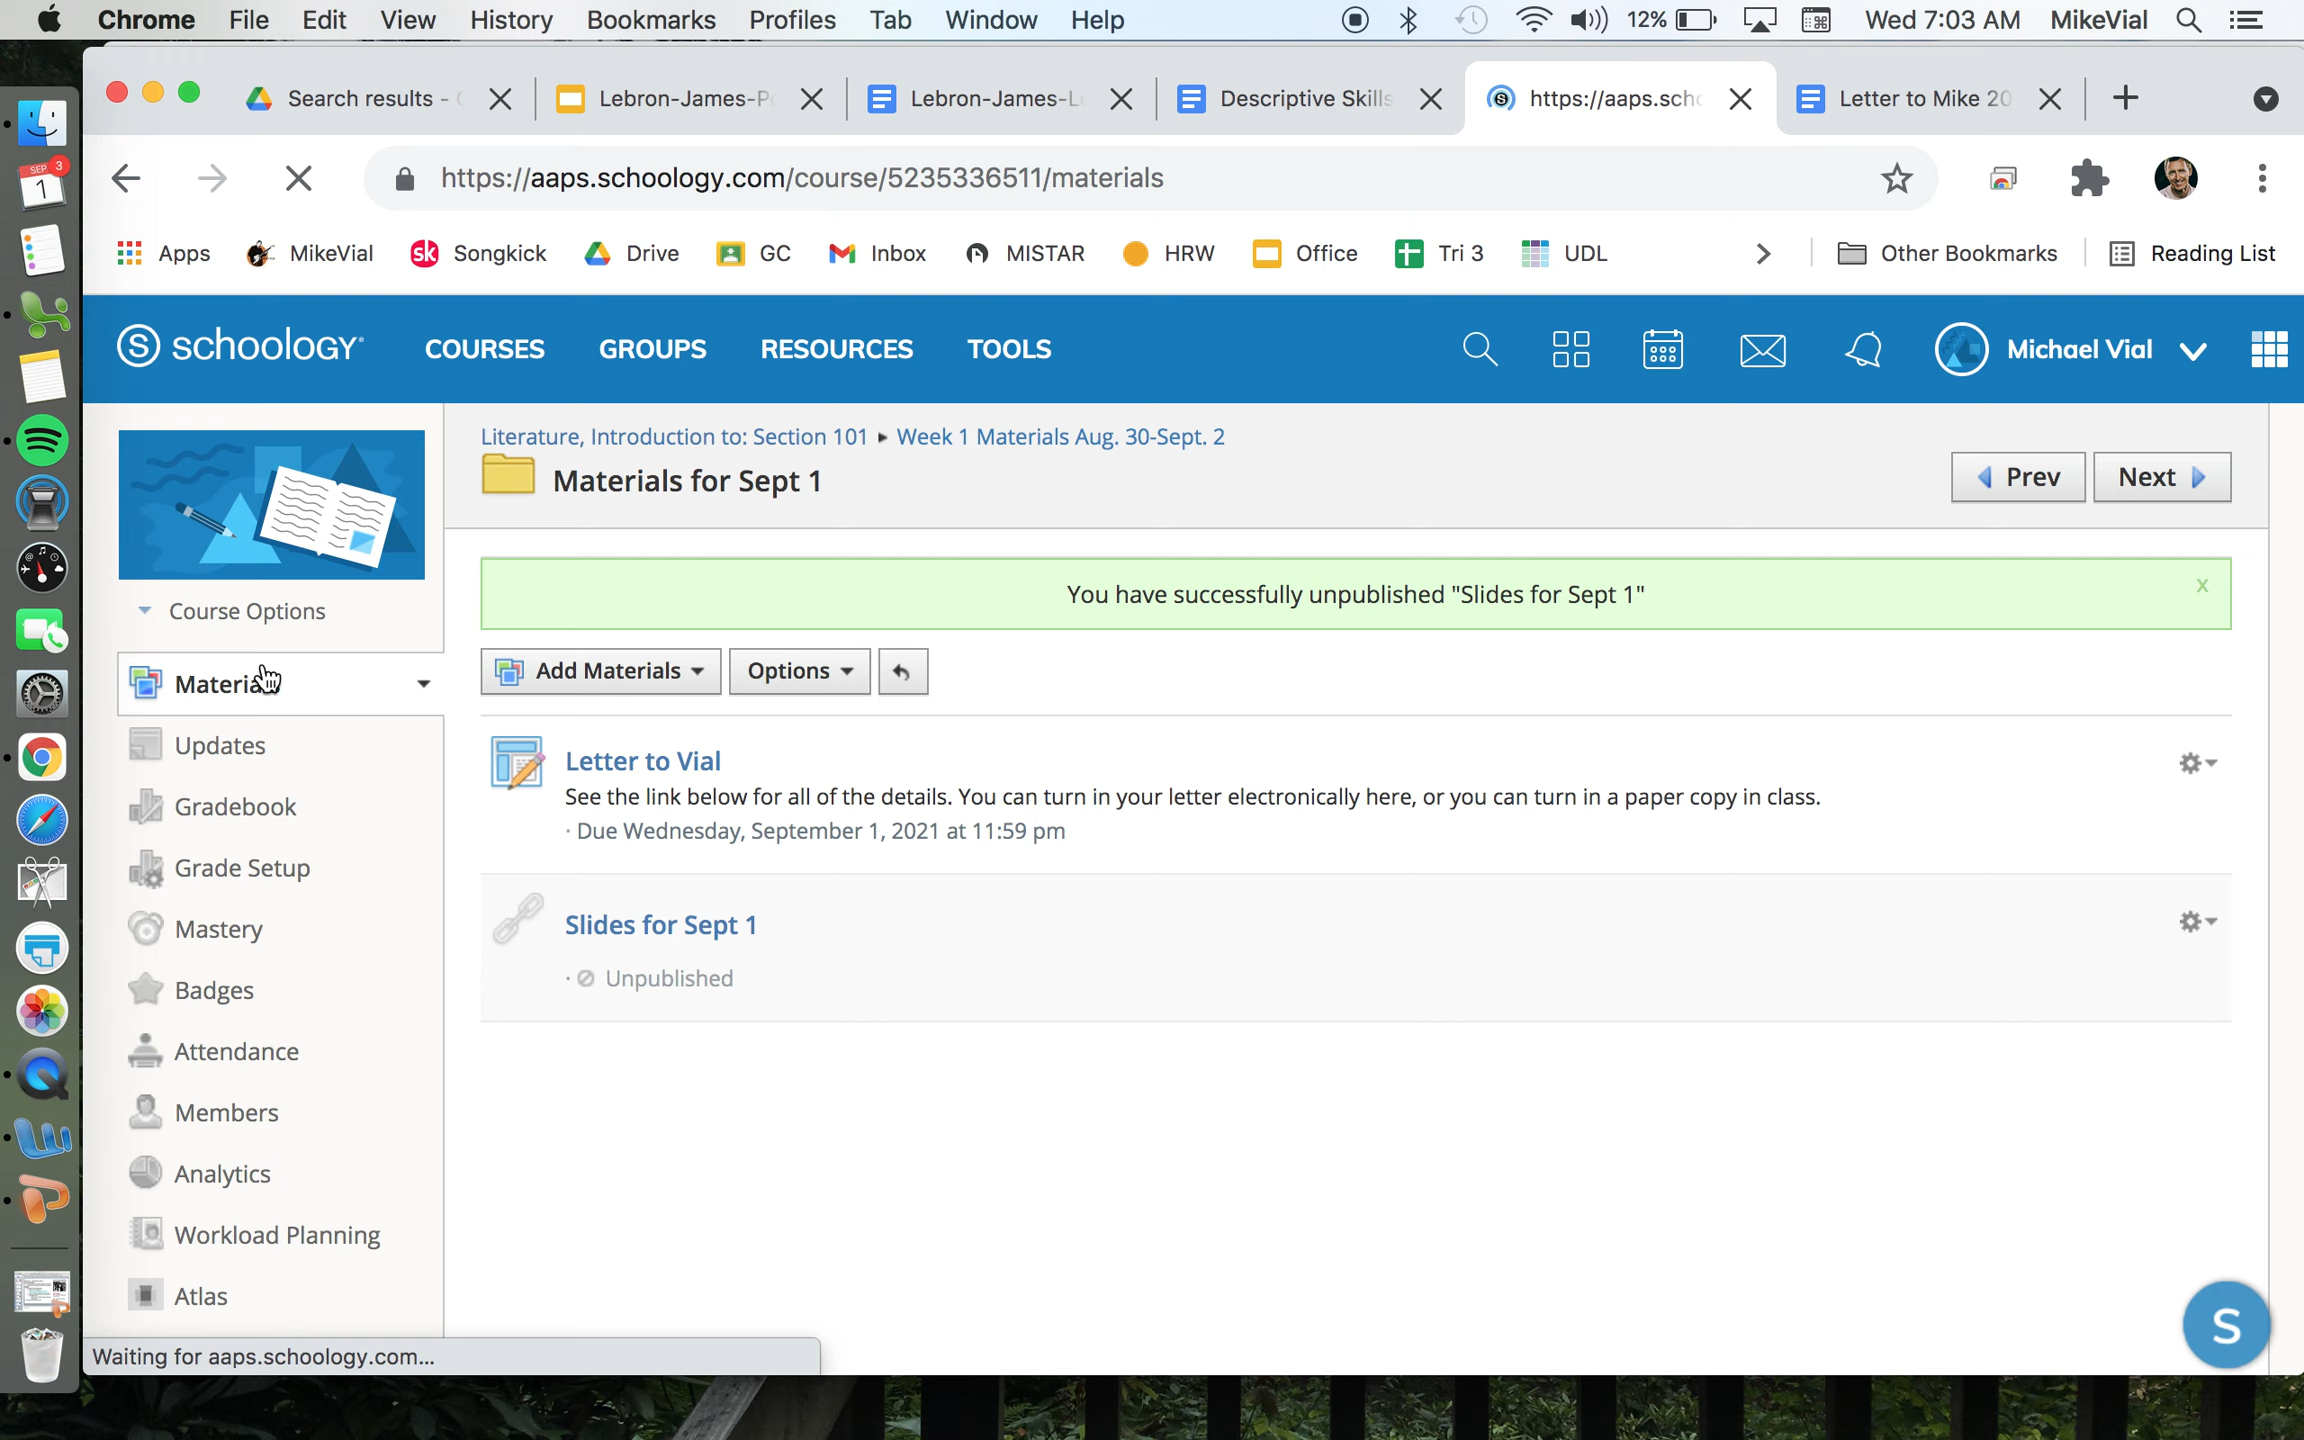 Chrome File Edit View History Bookmarks Profiles Tab Window Help 12% Wed 7:03 AM MikeVial
Search results - Lebron-James-P Lebron-James-L Descriptive Skills https://aaps.scho Letter to Mike 20
https://aaps.schoology.com/course/5235336511/materials
Apps MikeVial sk Songkick Drive GC Inbox MISTAR HRW Office Tri 3 UDL Other Bookmarks Reading List
S schoology COURSES GROUPS RESOURCES TOOLS Michael Vial
Literature, Introduction to: Section 101 ▸ Week 1 Materials Aug. 30-Sept. 2
Materials for Sept 1
Prev Next
You have successfully unpublished "Slides for Sept 1" x
Course Options
Add Materials Options
Materials
Updates
Gradebook
Grade Setup
Mastery
Badges
Attendance
Members
Analytics
Workload Planning
Atlas
Letter to Vial
See the link below for all of the details. You can turn in your letter electronically here, or you can turn in a paper copy in class.
· Due Wednesday, September 1, 2021 at 11:59 pm
Slides for Sept 1
· Unpublished
S
Waiting for aaps.schoology.com...
SEP 3
1